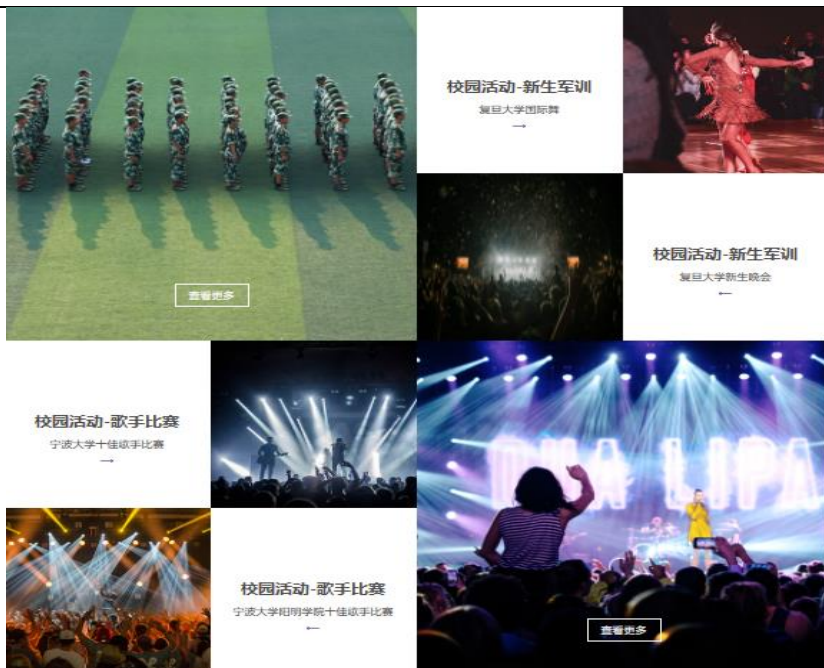 校园活动-新生军训
复旦大学国际舞
→
校园活动-新生军训
复旦大学新生晚会
←
查看更多
校园活动-歌手比赛
宁波大学十佳歌手比赛
→
DUA LIPA
校园活动-歌手比赛
宁波大学阳明学院十佳歌手比赛
←
查看更多